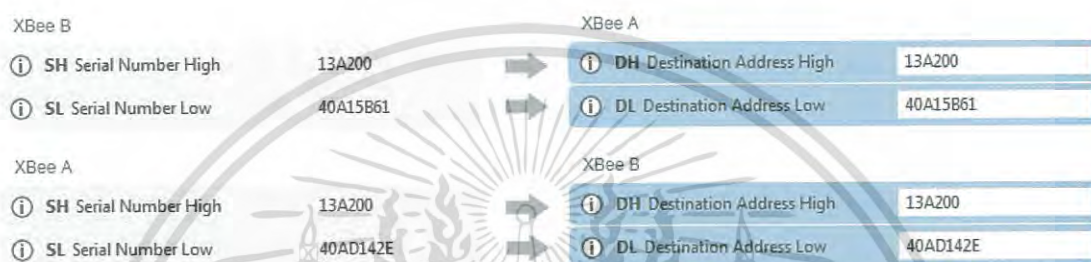 XBee B
SH Serial Number High 13A200
SL Serial Number Low 40A15B61
XBee A
DH Destination Address High 13A200
DL Destination Address Low 40A15B61
XBee A
SH Serial Number High 13A200
SL Serial Number Low 40AD142E
XBee B
DH Destination Address High 13A200
DL Destination Address Low 40AD142E